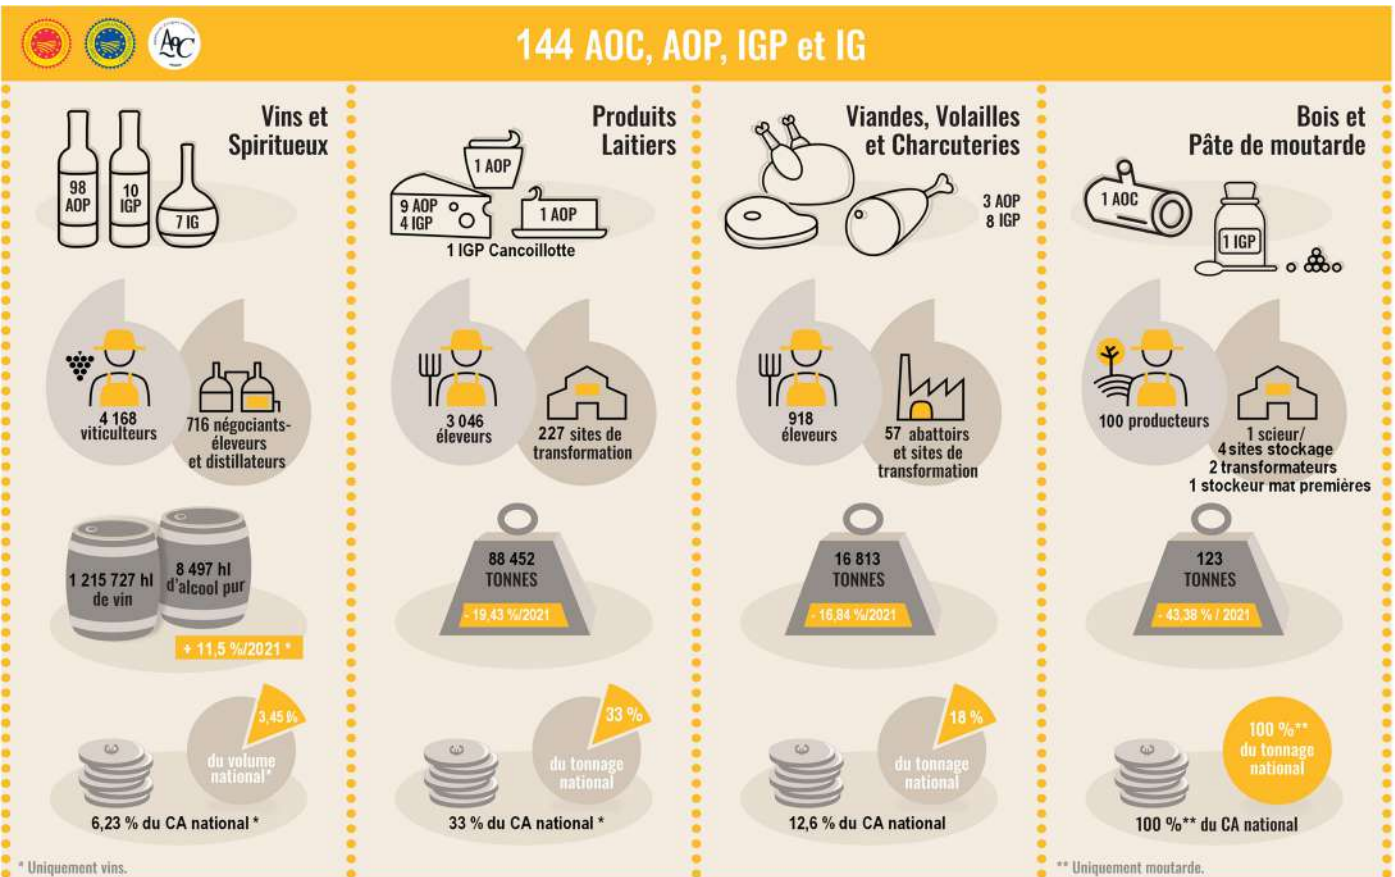 AOC
144 AOC, AOP, IGP et IG
Vins et
Spiritueux
98
AOP
10
IGP
7 IG
4 168
viticulteurs
716 négociants-
éleveurs
et distillateurs
1 215 727 hl
de vin
8 497 hl
d'alcool pur
+ 11,5 %/2021 *
3,45 %
du volume
national*
6,23 % du CA national *
* Uniquement vins.
Produits
Laitiers
1 AOP
9 AOP
4 IGP
1 AOP
1 IGP Cancoillotte
3 046
éleveurs
227 sites de
transformation
88 452
TONNES
- 19,43 %/2021
33 %
du tonnage
national
33 % du CA national *
Viandes, Volailles
et Charcuteries
3 AOP
8 IGP
918
éleveurs
57 abattoirs
et sites de
transformation
16 813
TONNES
- 16,84 %/2021
18 %
du tonnage
national
12,6 % du CA national
Bois et
Pâte de moutarde
1 AOC
1 IGP
100 producteurs
1 scieur/
4 sites stockage
2 transformateurs
1 stockeur mat premières
123
TONNES
- 43,38 % / 2021
100 %**
du tonnage
national
100 %** du CA national
** Uniquement moutarde.